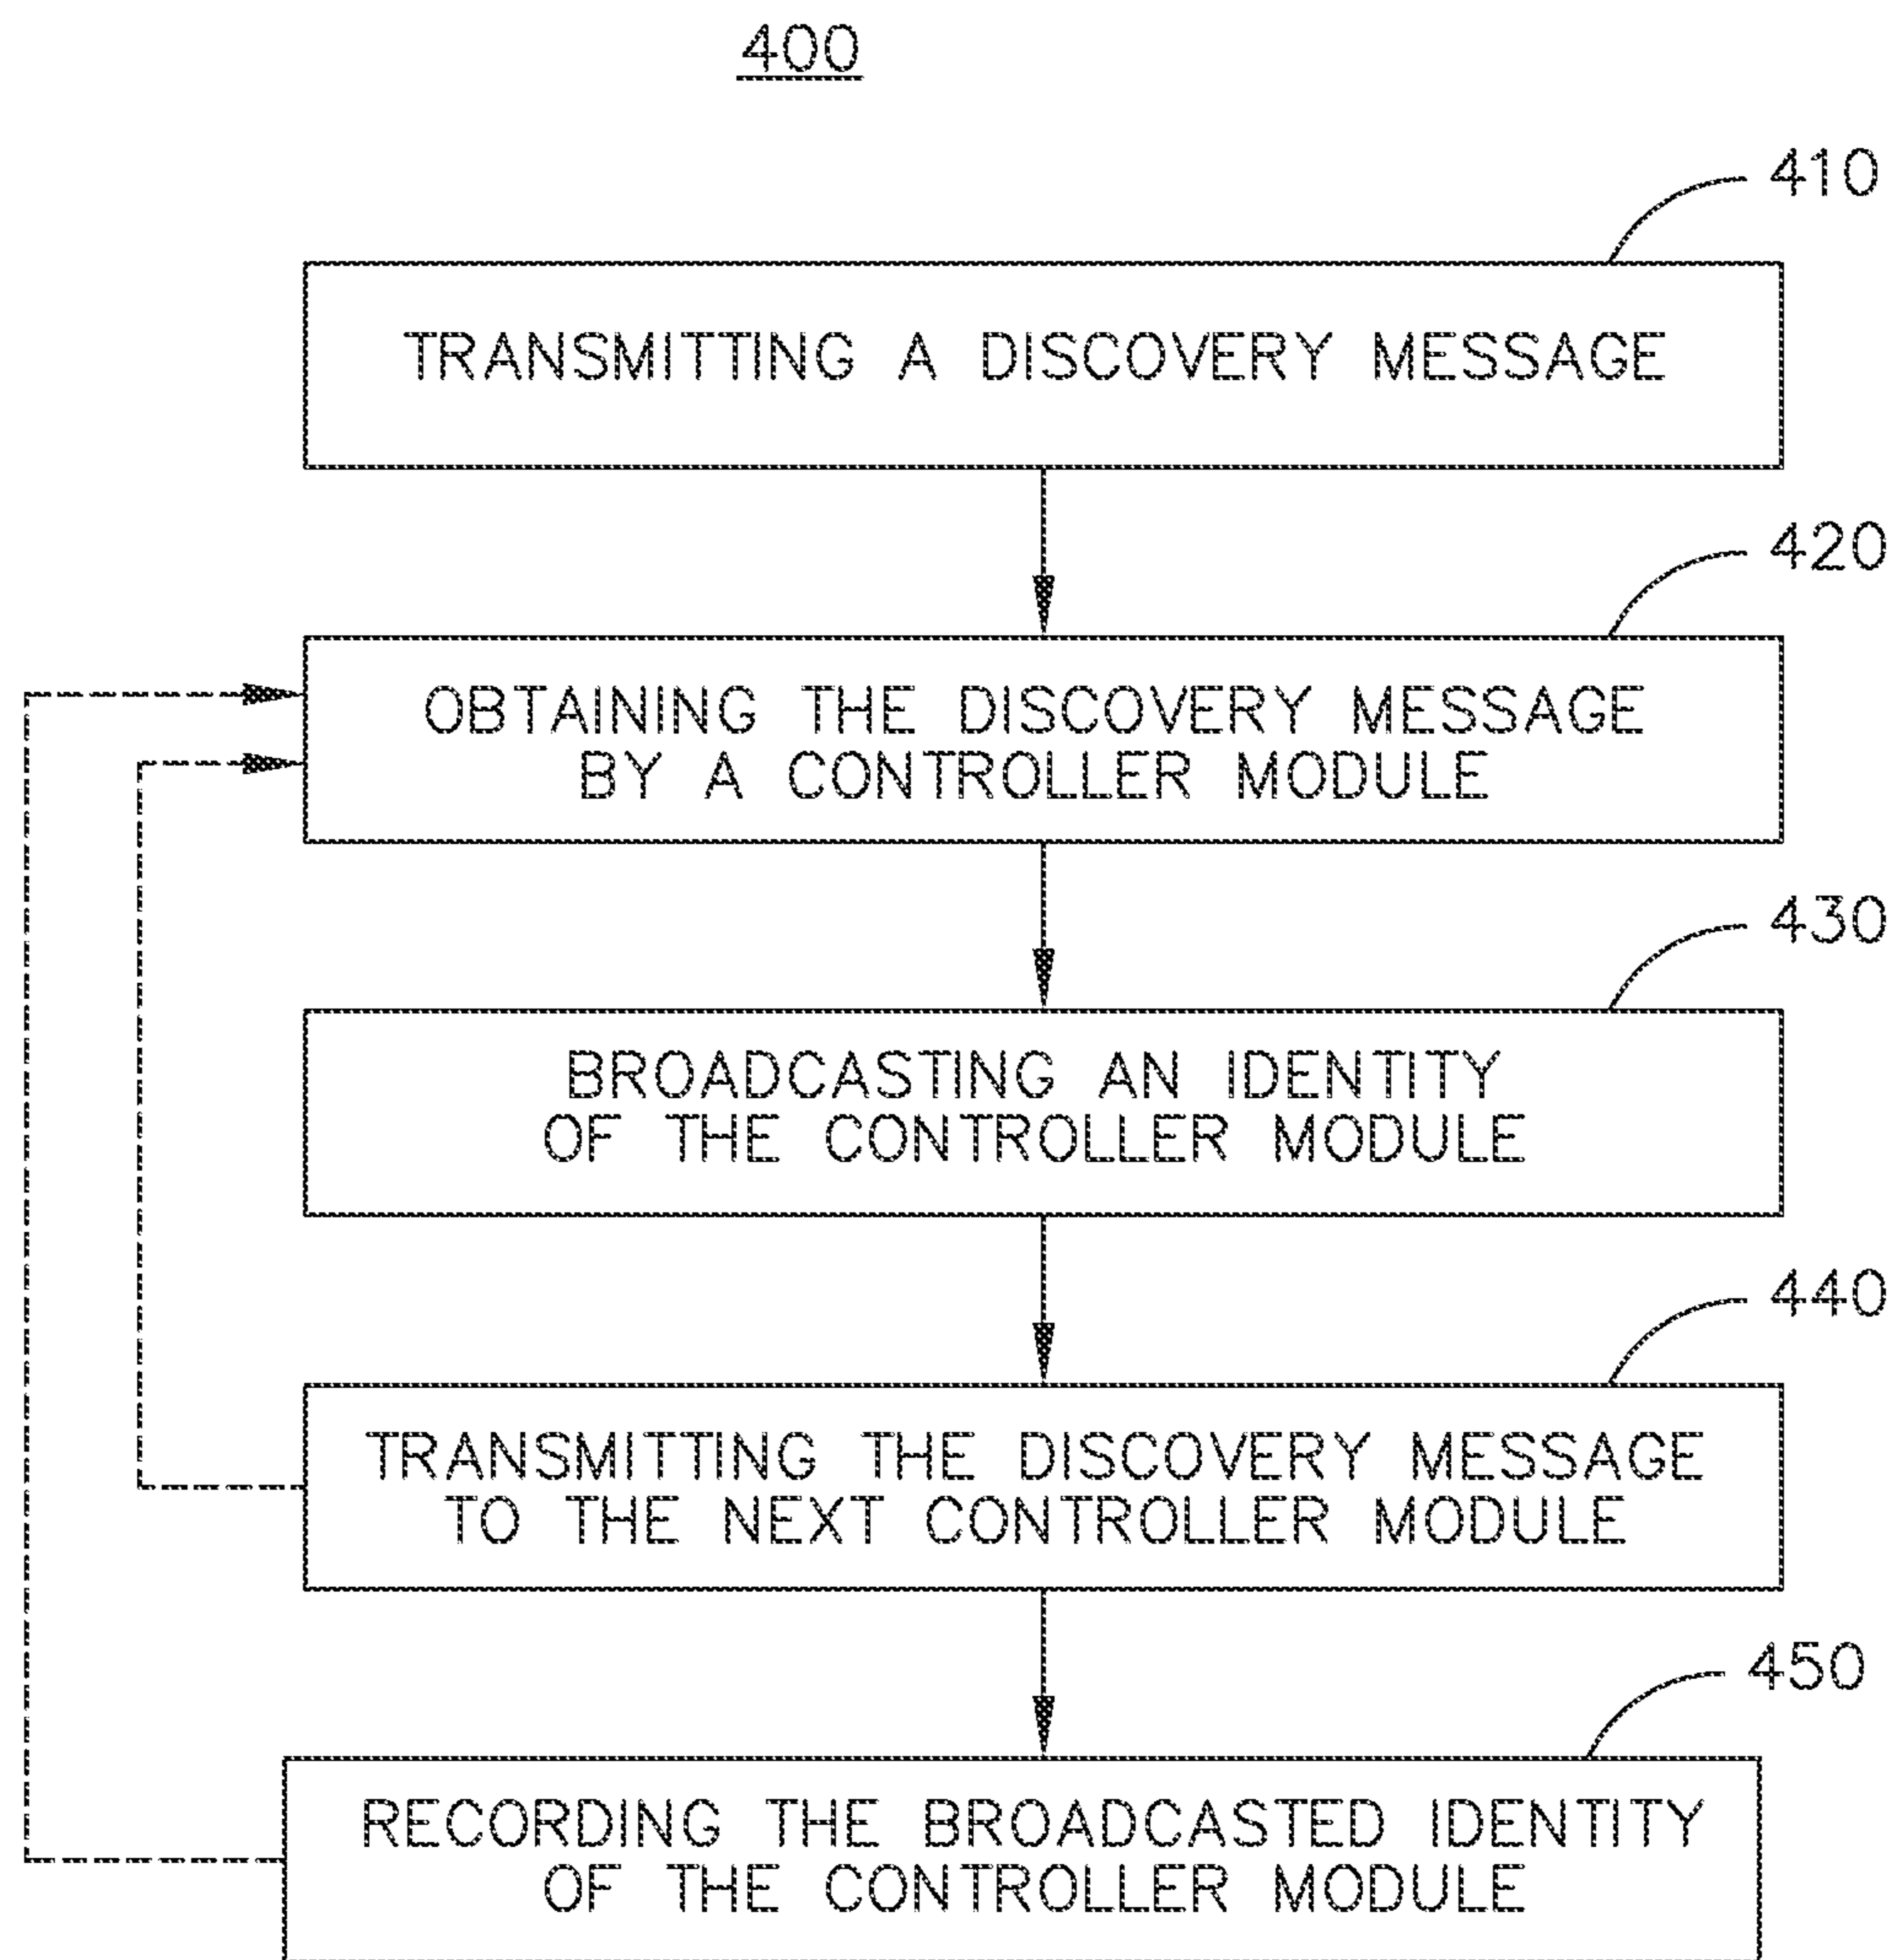 400
410
TRANSMITTING A DISCOVERY MESSAGE
420
OBTAINING THE DISCOVERY MESSAGE
BY A CONTROLLER MODULE
430
BROADCASTING AN IDENTITY
OF THE CONTROLLER MODULE
440
TRANSMITTING THE DISCOVERY MESSAGE
TO THE NEXT CONTROLLER MODULE
450
RECORDING THE BROADCASTED IDENTITY
OF THE CONTROLLER MODULE